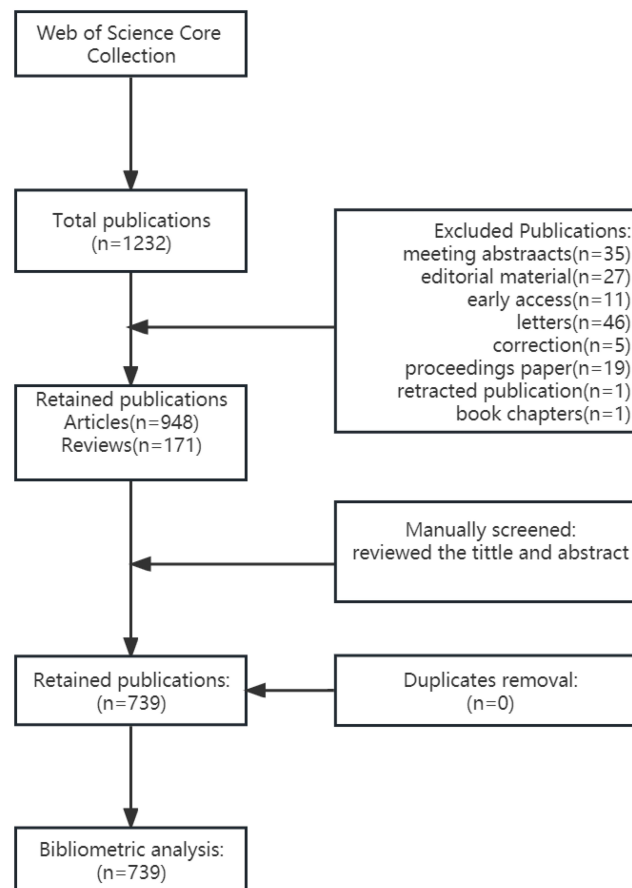 Web of Science Core
Collection
Total publications
(n=1232)
Excluded Publications:
meeting abstraacts(n=35)
editorial material(n=27)
early access(n=11)
letters(n=46)
correction(n=5)
proceedings paper(n=19)
retracted publication(n=1)
book chapters(n=1)
Retained publications
Articles(n=948)
Reviews(n=171)
Manually screened:
reviewed the tittle and abstract
Retained publications:
(n=739)
Duplicates removal:
(n=0)
Bibliometric analysis:
(n=739)